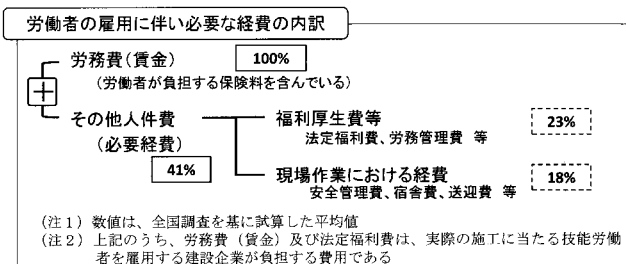 労働者の雇用に伴い必要な経費の内訳
労務費（賃金） 100%
（労働者が負担する保険料を含んでいる）
＋
その他人件費
（必要経費）
41%
福利厚生費等 23%
法定福利費、労務管理費 等
現場作業における経費 18%
安全管理費、宿舎費、送迎費 等
（注１）数値は、全国調査を基に試算した平均値
（注２）上記のうち、労務費（賃金）及び法定福利費は、実際の施工に当たる技能労働
者を雇用する建設企業が負担する費用である